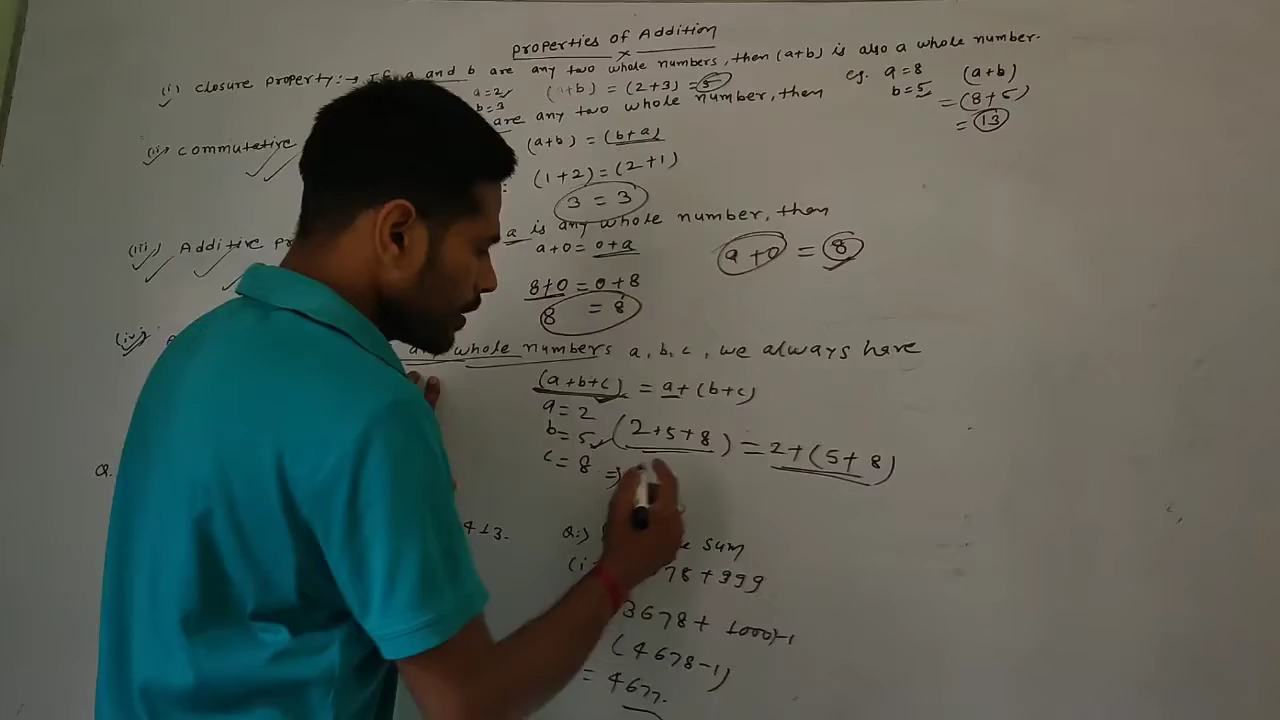 Properties of Addition
(i) Closure property:→ If a and b are any two whole numbers, then (a+b) is also a whole number.
a=2 (a+b) = (2+3) = 5
b=3
eg. a=8 (a+b)
b=5 = (8+5)
= 13
(ii) Commutative are any two whole number, then
(a+b) = (b+a)
(1+2) = (2+1)
3 = 3
(iii) Additive a is any whole number, then
a+0 = 0+a
a+0 = 8
8+0 = 0+8
8 = 8
(iv) any whole numbers a, b, c, we always have
(a+b+c) = a+(b+c)
a=2
b=5 (2+5+8) = 2+(5+8)
c=8 ⇒
Q.
Q:) sum
(i 78+999
3678+1000-1
(4678-1)
= 4677.